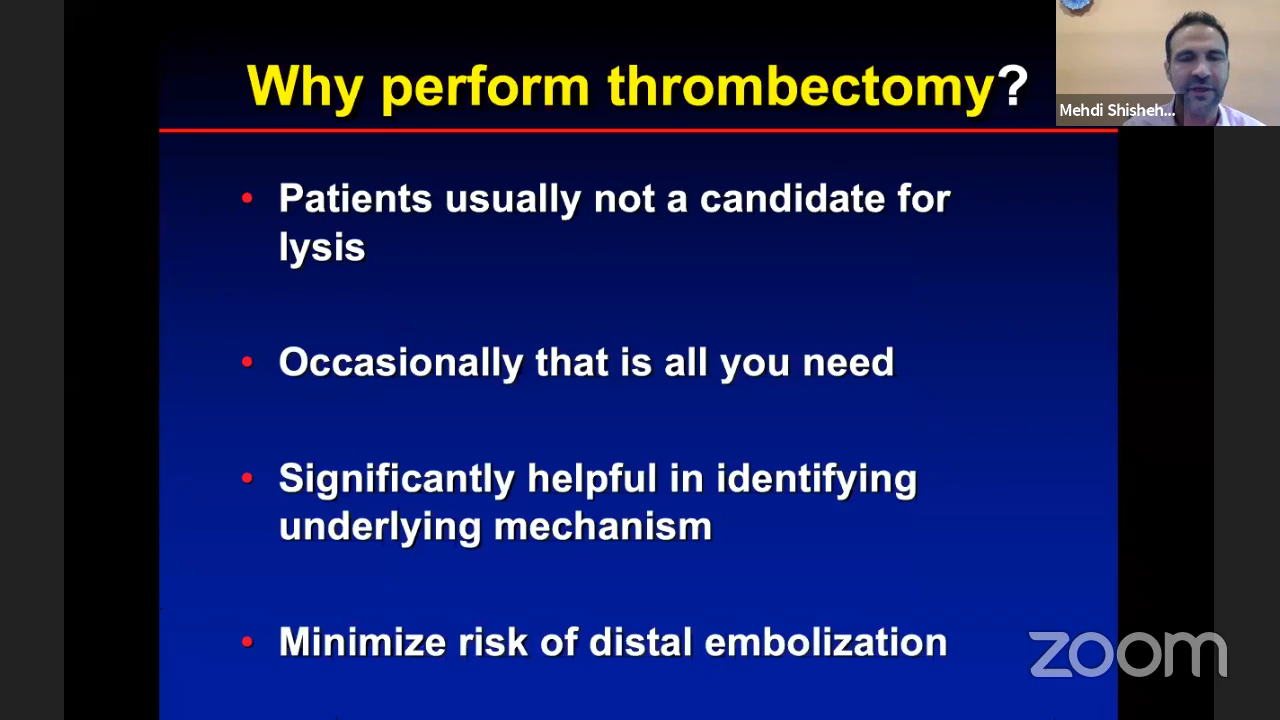 Why perform thrombectomy?
Mehdi Shisheh...
• Patients usually not a candidate for
lysis
• Occasionally that is all you need
• Significantly helpful in identifying
underlying mechanism
• Minimize risk of distal embolization
zoom